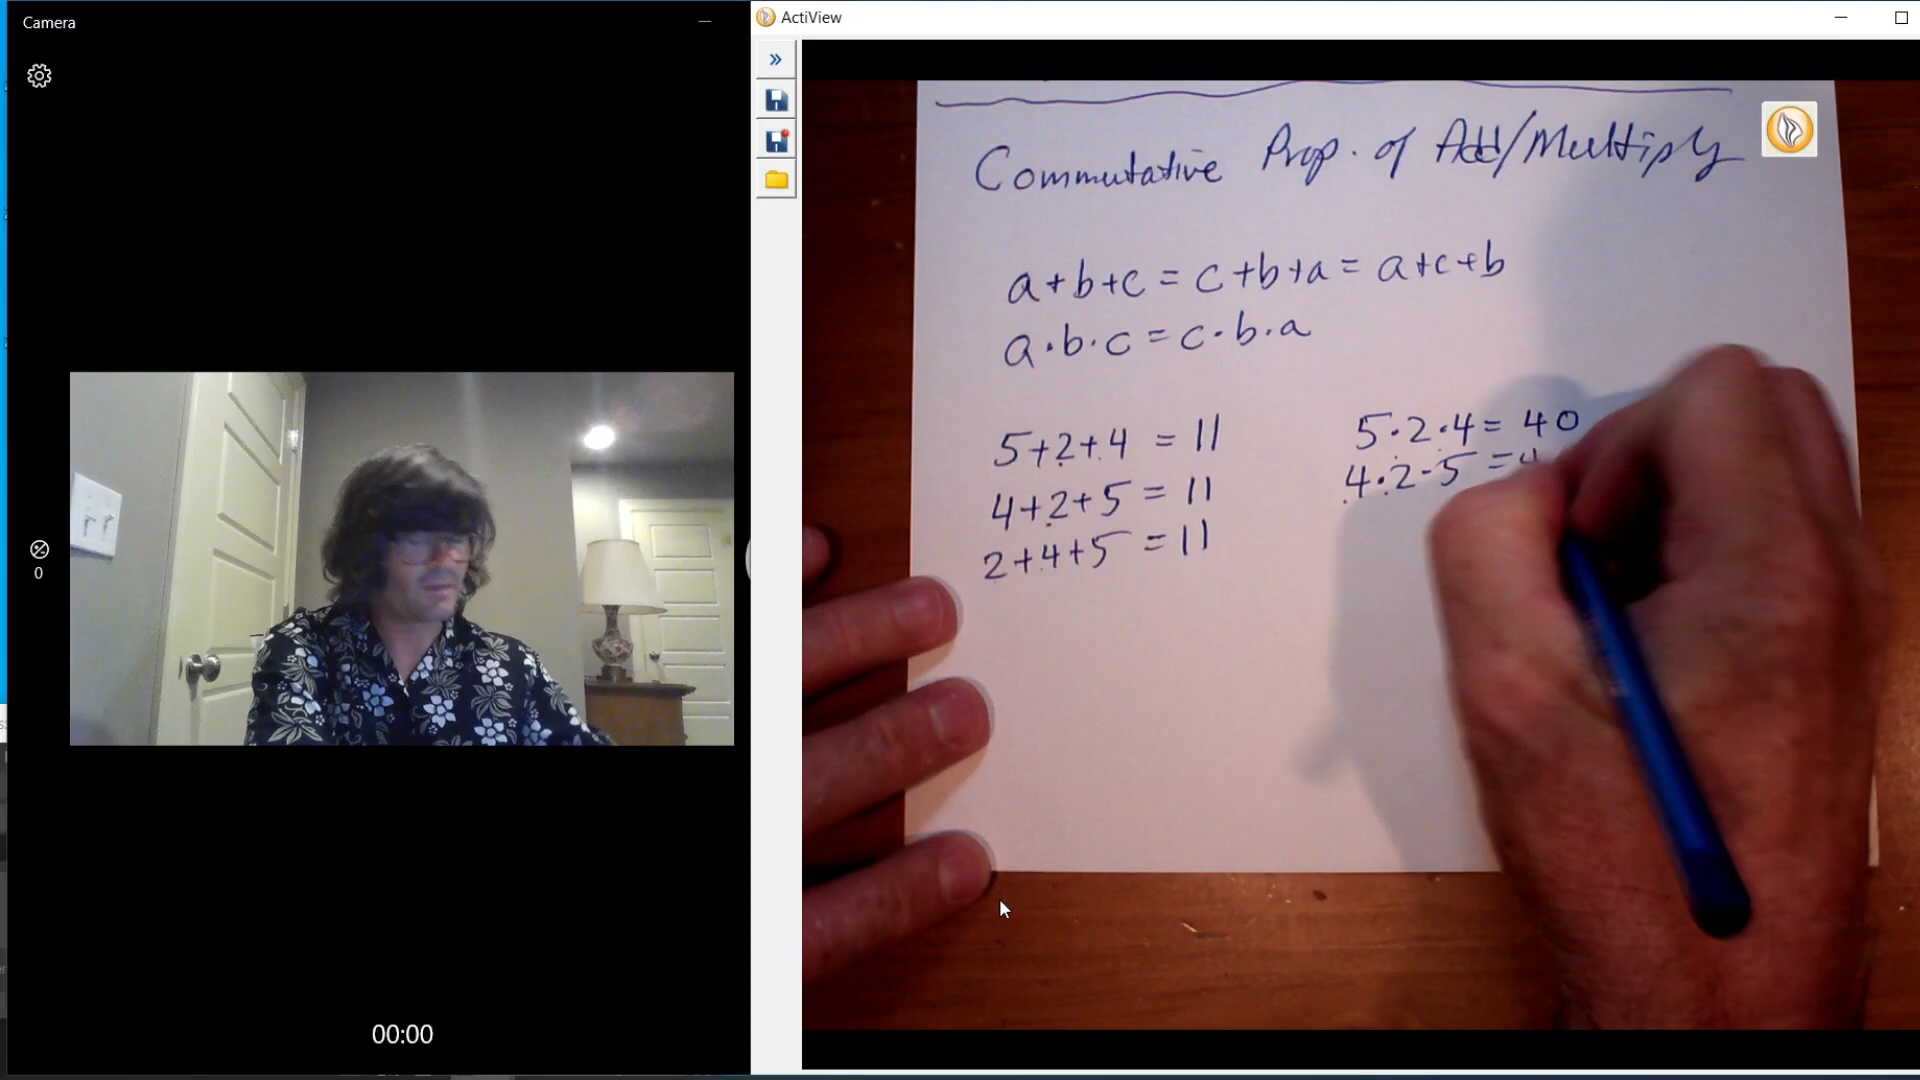 Camera
ActiView
»
Commutative Prop. of Add/Multiply
a+b+c = c+b+a = a+c+b
a·b·c = c·b·a
5+2+4 = 11
5·2·4 = 40
4+2+5 = 11
4·2·5 = 4
2+4+5 = 11
0
00:00